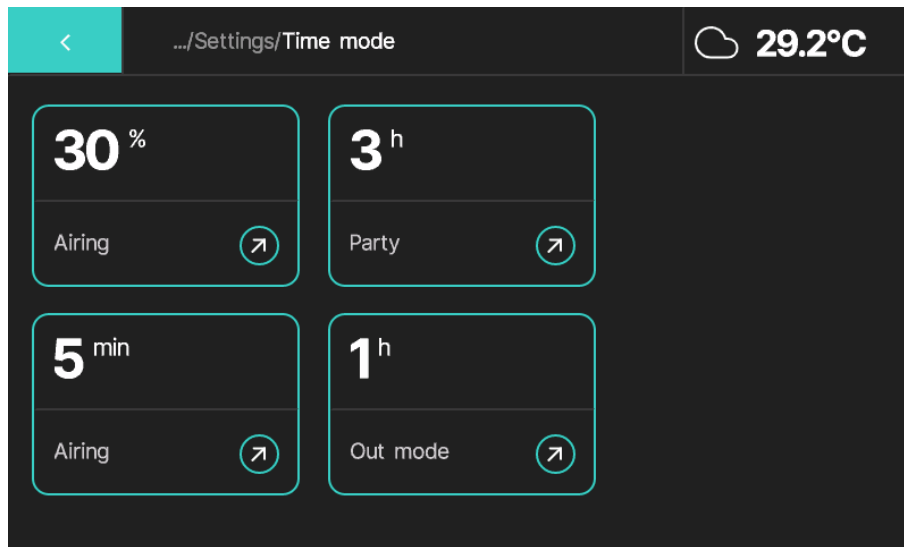 .../Settings/Time mode
29.2°C
30 %
Airing
3 h
Party
5 min
Airing
1 h
Out mode